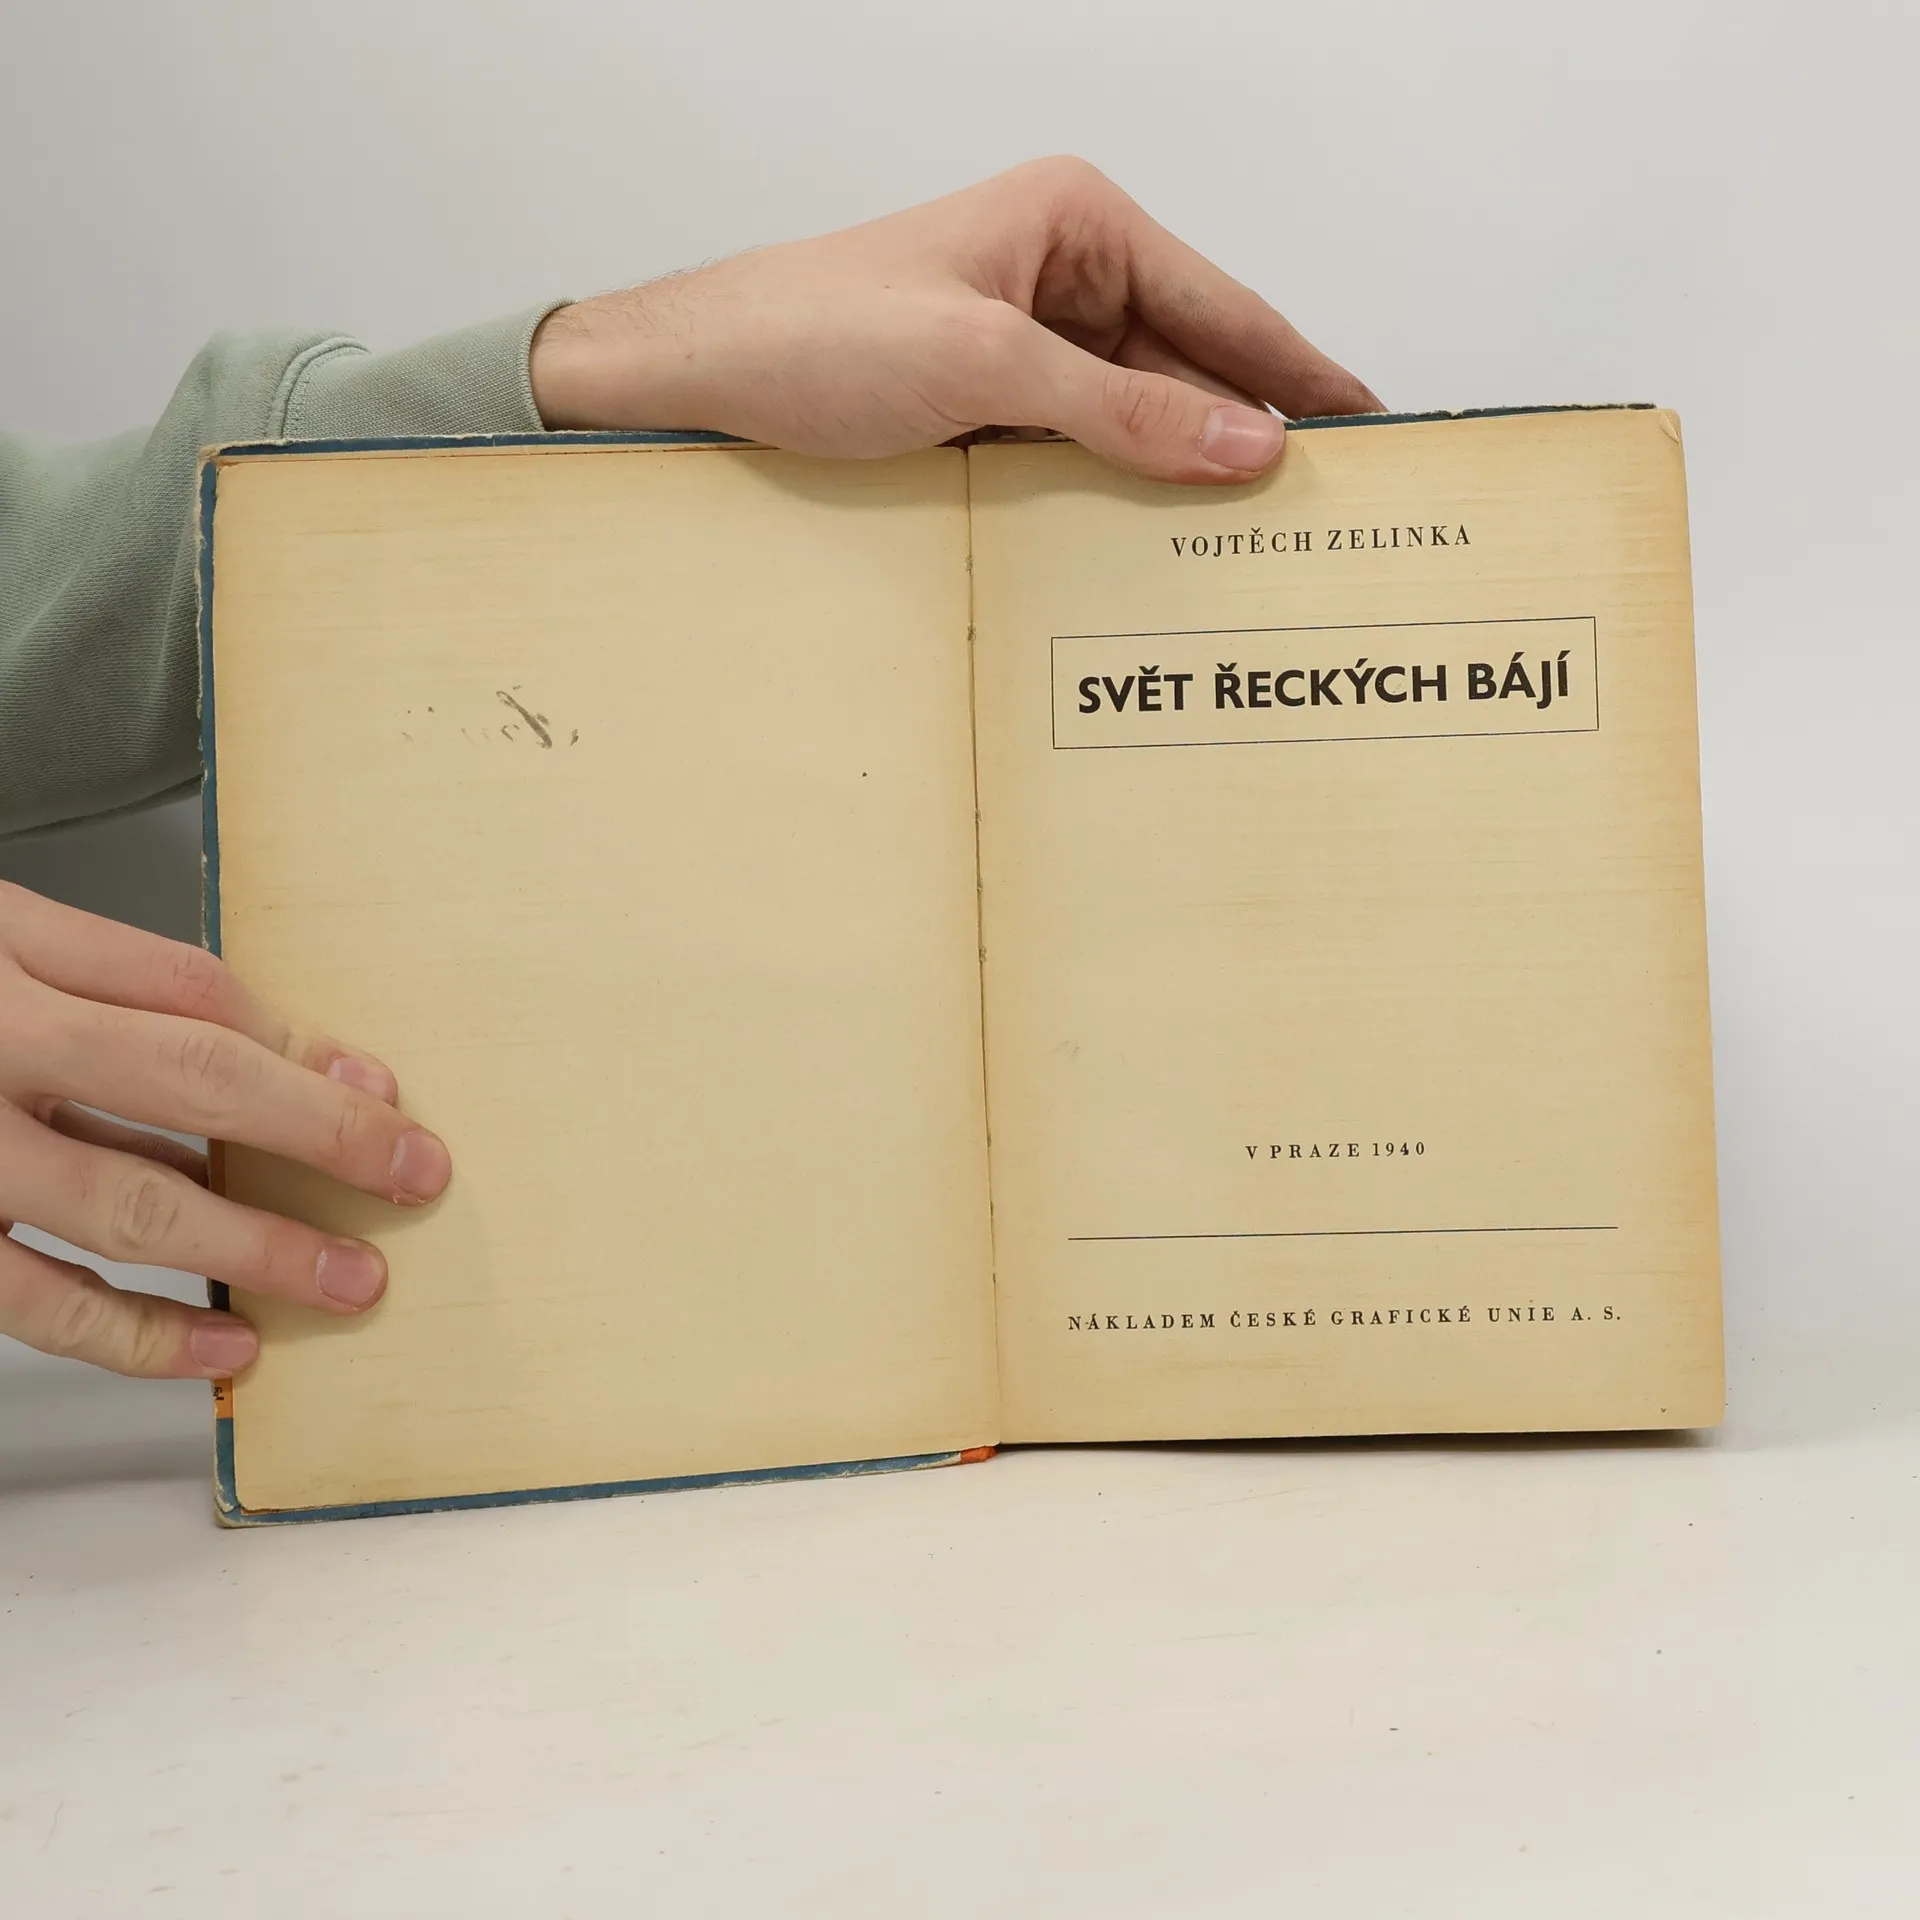 VOJTĚCH ZELINKA
SVĚT ŘECKÝCH BÁJÍ
V PRAZE 1940
NÁKLADEM ČESKÉ GRAFICKÉ UNIE A. S.